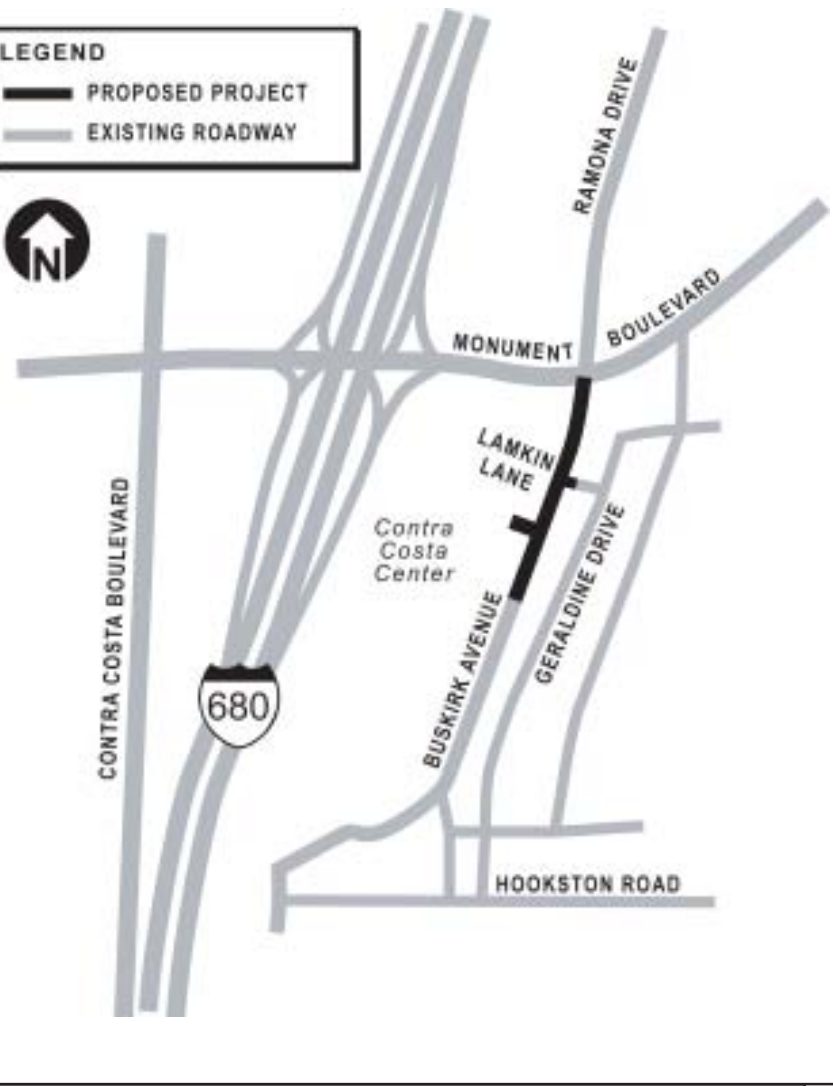 LEGEND
PROPOSED PROJECT
EXISTING ROADWAY
N
RAMONA DRIVE
MONUMENT BOULEVARD
LAMKIN
LANE
Contra
Costa
Center
GERALDINE DRIVE
BUSKIRK AVENUE
CONTRA COSTA BOULEVARD
680
HOOKSTON ROAD